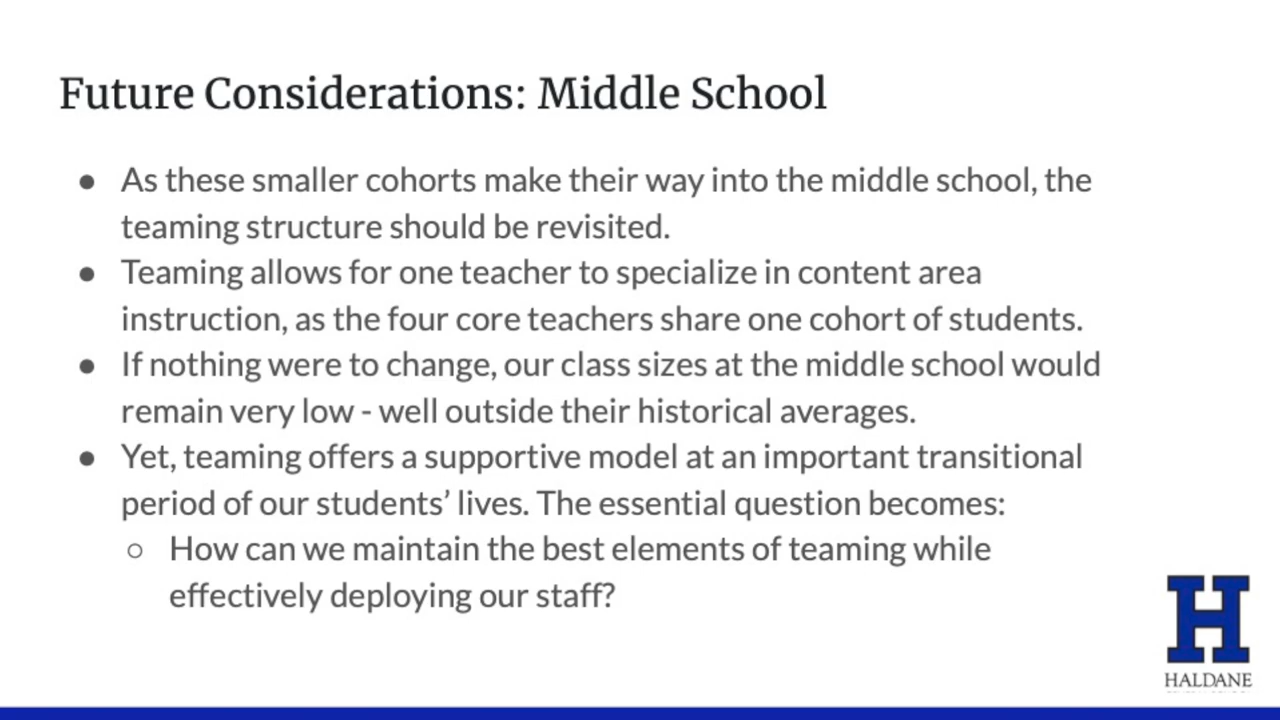 Future Considerations: Middle School
● As these smaller cohorts make their way into the middle school, the
teaming structure should be revisited.
● Teaming allows for one teacher to specialize in content area
instruction, as the four core teachers share one cohort of students.
● If nothing were to change, our class sizes at the middle school would
remain very low - well outside their historical averages.
● Yet, teaming offers a supportive model at an important transitional
period of our students’ lives. The essential question becomes:
○ How can we maintain the best elements of teaming while
effectively deploying our staff?
H
HALDANE